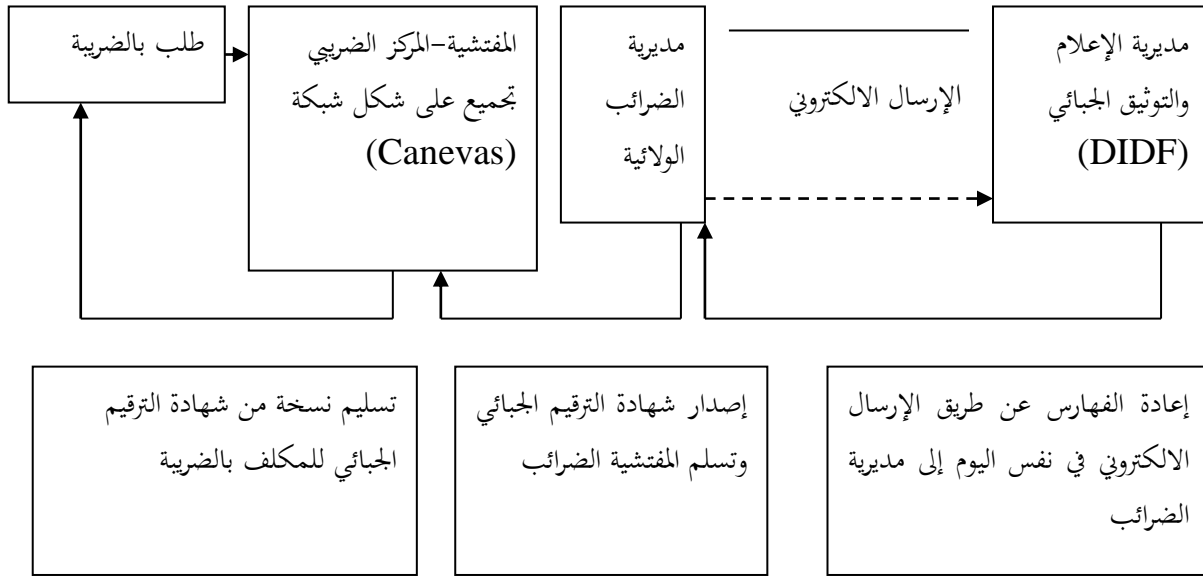 طلب بالضريبة
المفتشية-المركز الضريبي
تجميع على شكل شبكة
(Canevas)
مديرية
الضرائب
الولائية
الإرسال الالكتروني
مديرية الإعلام
والتوثيق الجبائي
(DIDF)
تسليم نسخة من شهادة الترقيم
الجبائي للمكلف بالضريبة
إصدار شهادة الترقيم الجبائي
وتسلم المفتشية الضرائب
إعادة الفهارس عن طريق الإرسال
الالكتروني في نفس اليوم إلى مديرية
الضرائب